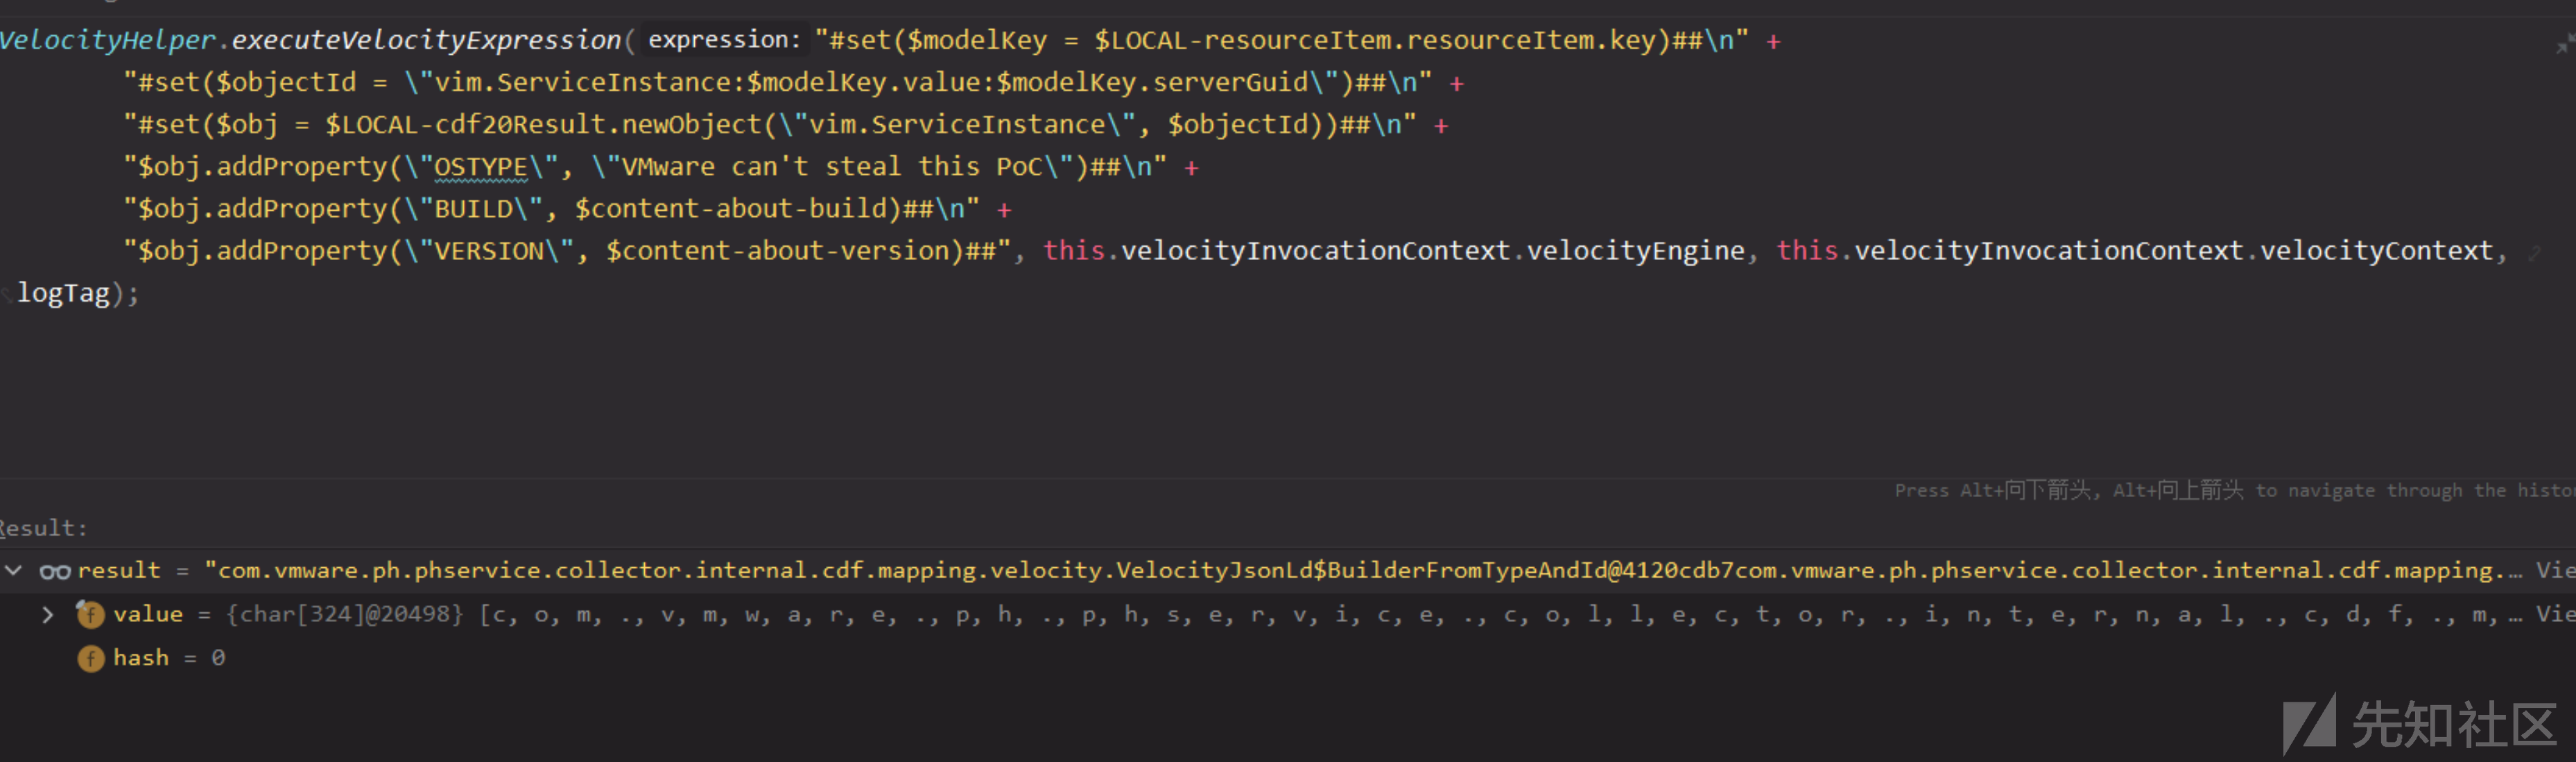 VelocityHelper.executeVelocityExpression( expression: "#set($modelKey = $LOCAL-resourceItem.resourceItem.key)##\n" +
"#set($objectId = \"vim.ServiceInstance:$modelKey.value:$modelKey.serverGuid\")##\n" +
"#set($obj = $LOCAL-cdf20Result.newObject(\"vim.ServiceInstance\", $objectId))##\n" +
"$obj.addProperty(\"OSTYPE\", \"VMware can't steal this PoC\")##\n" +
"$obj.addProperty(\"BUILD\", $content-about-build)##\n" +
"$obj.addProperty(\"VERSION\", $content-about-version)##", this.velocityInvocationContext.velocityEngine, this.velocityInvocationContext.velocityContext,
logTag);
Press Alt+向下箭头, Alt+向上箭头 to navigate through the histo
Result:
result = "com.vmware.ph.phservice.collector.internal.cdf.mapping.velocity.VelocityJsonLd$BuilderFromTypeAndId@4120cdb7com.vmware.ph.phservice.collector.internal.cdf.mapping.… Vie
value = {char[324]@20498} [c, o, m, ., v, m, w, a, r, e, ., p, h, ., p, h, s, e, r, v, i, c, e, ., c, o, l, l, e, c, t, o, r, ., i, n, t, e, r, n, a, l, ., c, d, f, ., m,… Vie
hash = 0
先知社区